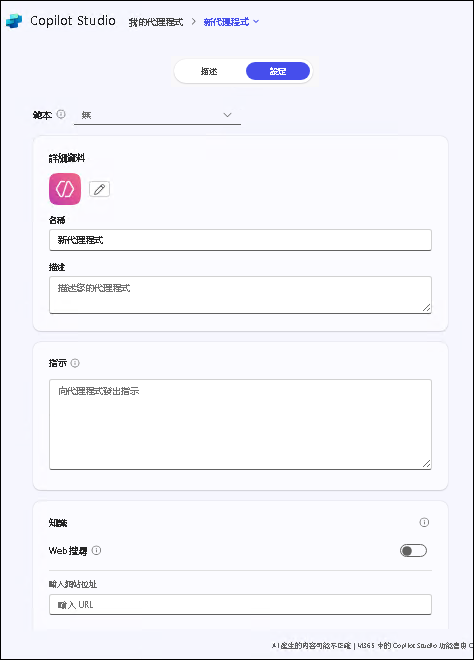 Copilot Studio 我的代理程式 > 新代理程式
描述 設定
範本 無
詳細資料
名稱
新代理程式
描述
描述您的代理程式
指示
向代理程式發出指示
知識
Web 搜尋
輸入網站位址
輸入 URL
AI 產生的內容可能不正確 | M365 中的 Copilot Studio 功能會與 C